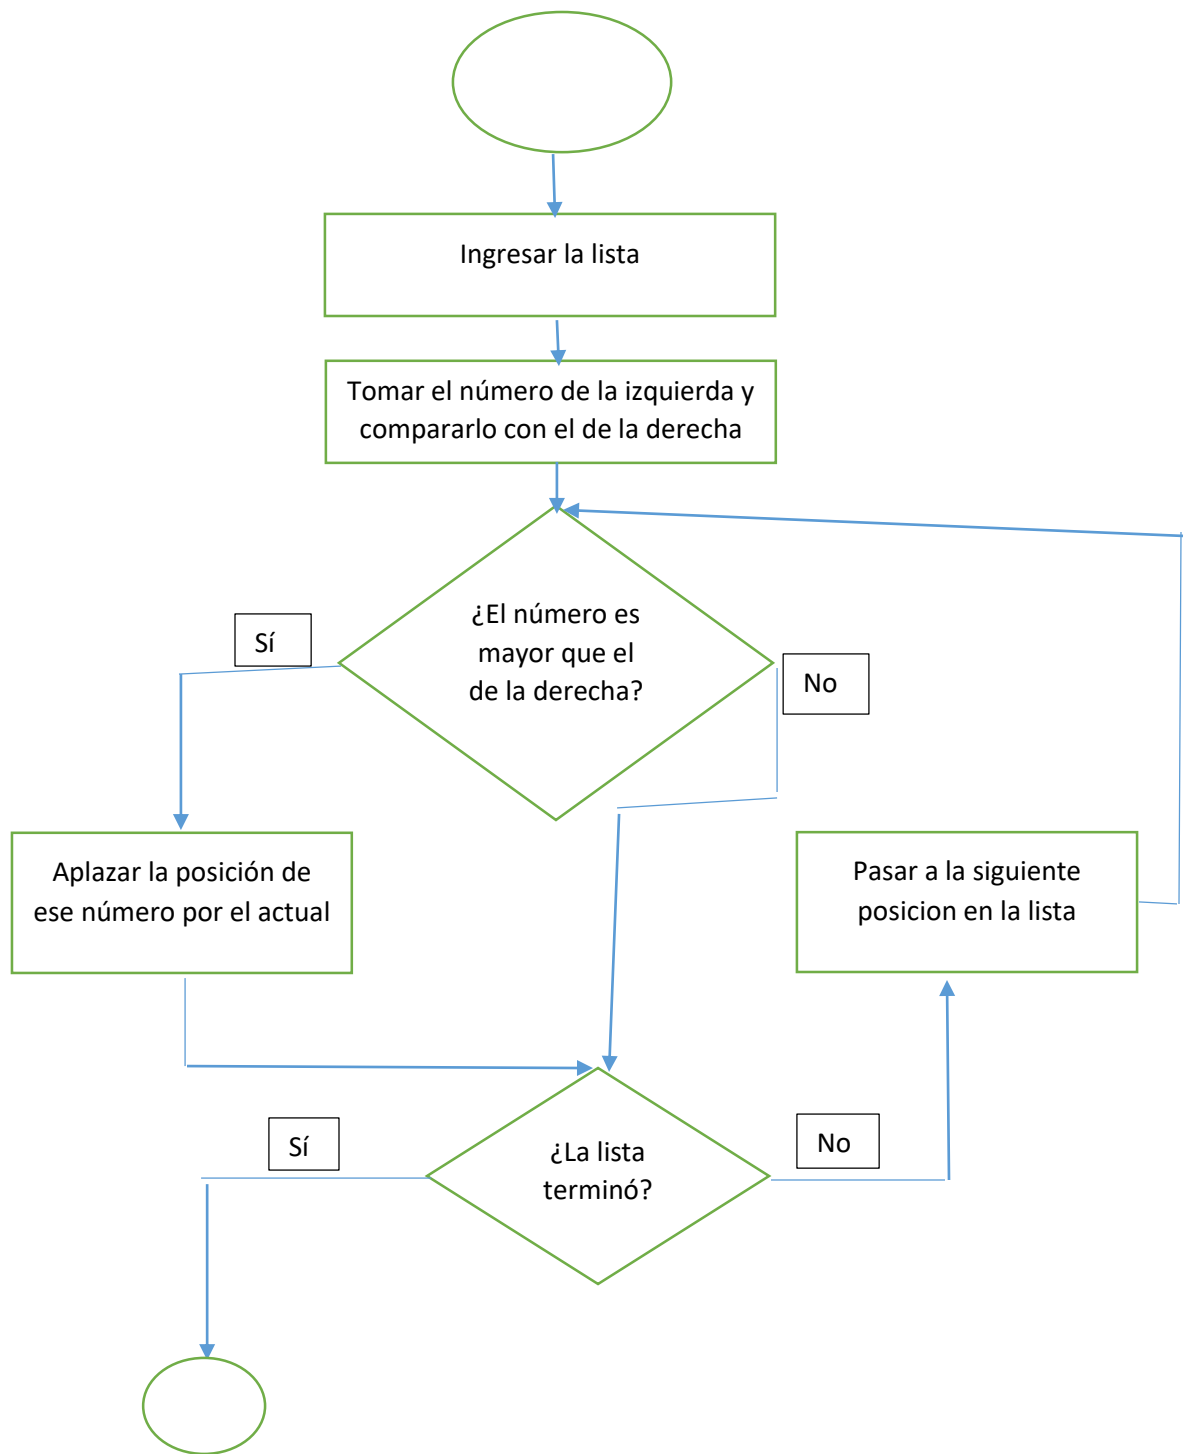 Ingresar la lista
Tomar el número de la izquierda y
compararlo con el de la derecha
¿El número es
mayor que el
de la derecha?
Sí
No
Aplazar la posición de
ese número por el actual
Pasar a la siguiente
posicion en la lista
¿La lista
terminó?
Sí
No